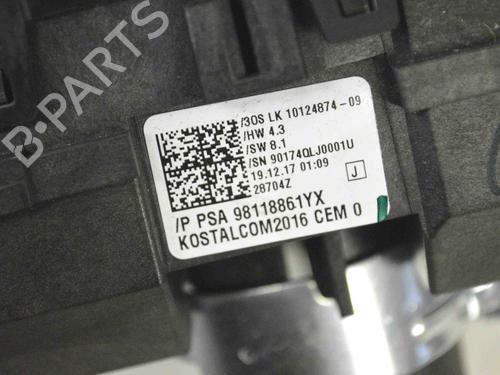 B-PARTS
/3OS LK 10124874-09
/HW 4.3
/SW 8.1
/SN 90174QLJ0001U
19.12.17 01:09
28704Z
J
/P PSA 98118861YX
KOSTALCOM2016 CEM 0